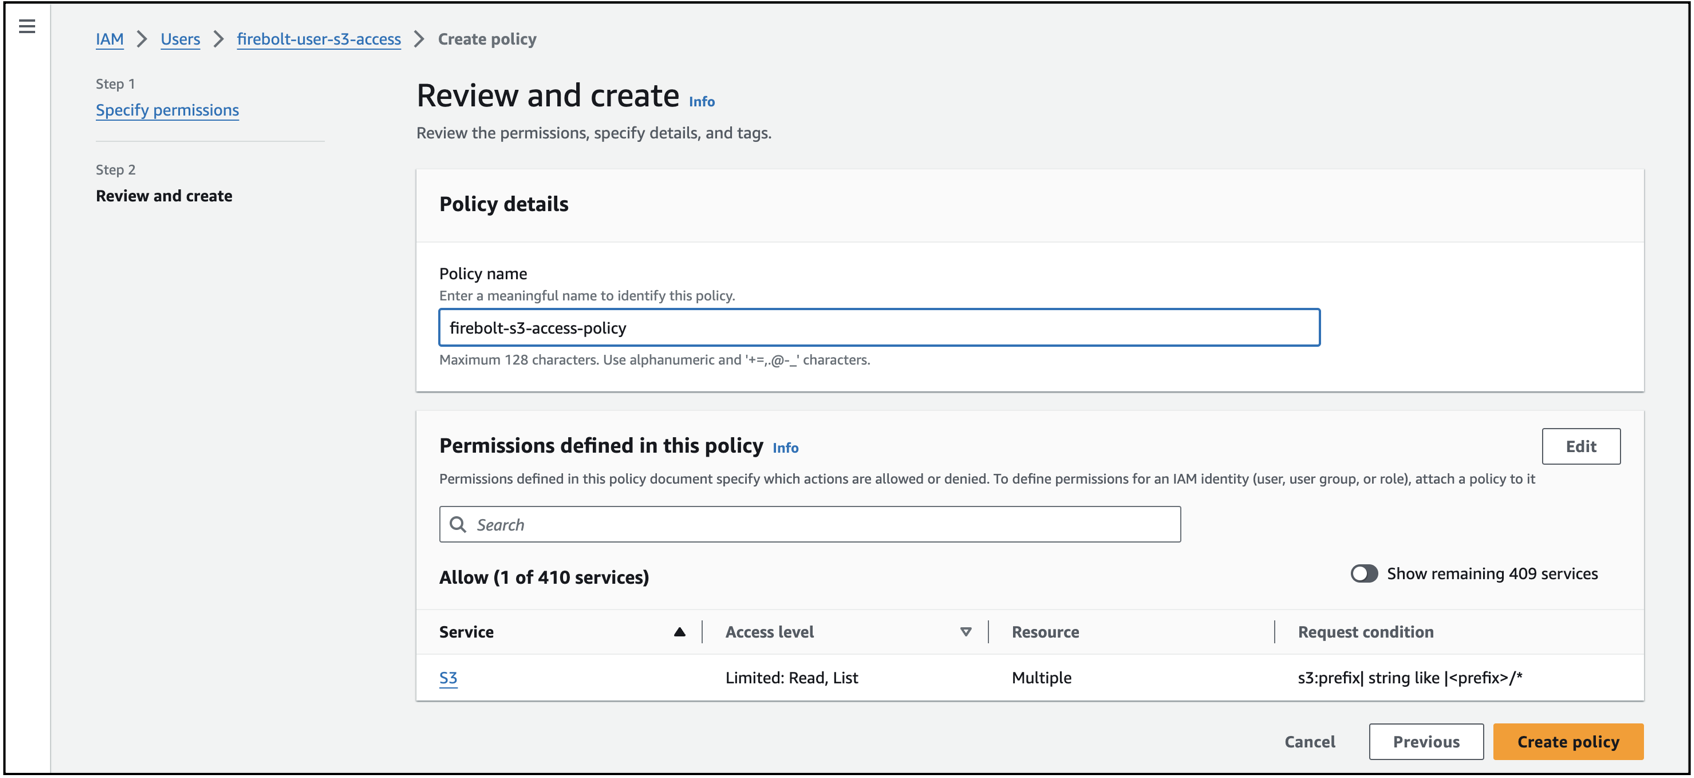 IAM > Users > firebolt-user-s3-access > Create policy
Step 1
Specify permissions
Step 2
Review and create
Review and create Info
Review the permissions, specify details, and tags.
Policy details
Policy name
Enter a meaningful name to identify this policy.
firebolt-s3-access-policy
Maximum 128 characters. Use alphanumeric and '+=,.@-_' characters.
Permissions defined in this policy Info
Edit
Permissions defined in this policy document specify which actions are allowed or denied. To define permissions for an IAM identity (user, user group, or role), attach a policy to it
Search
Allow (1 of 410 services)
Show remaining 409 services
Service Access level Resource Request condition
S3 Limited: Read, List Multiple s3:prefix| string like |<prefix>/*
Cancel Previous Create policy